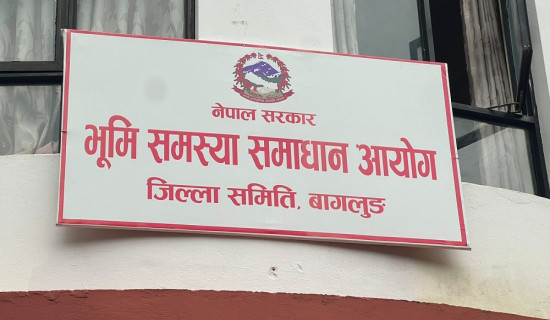 नेपाल सरकार
भूमि समस्या समाधान आयोग
जिल्ला समिति, बागलुङ